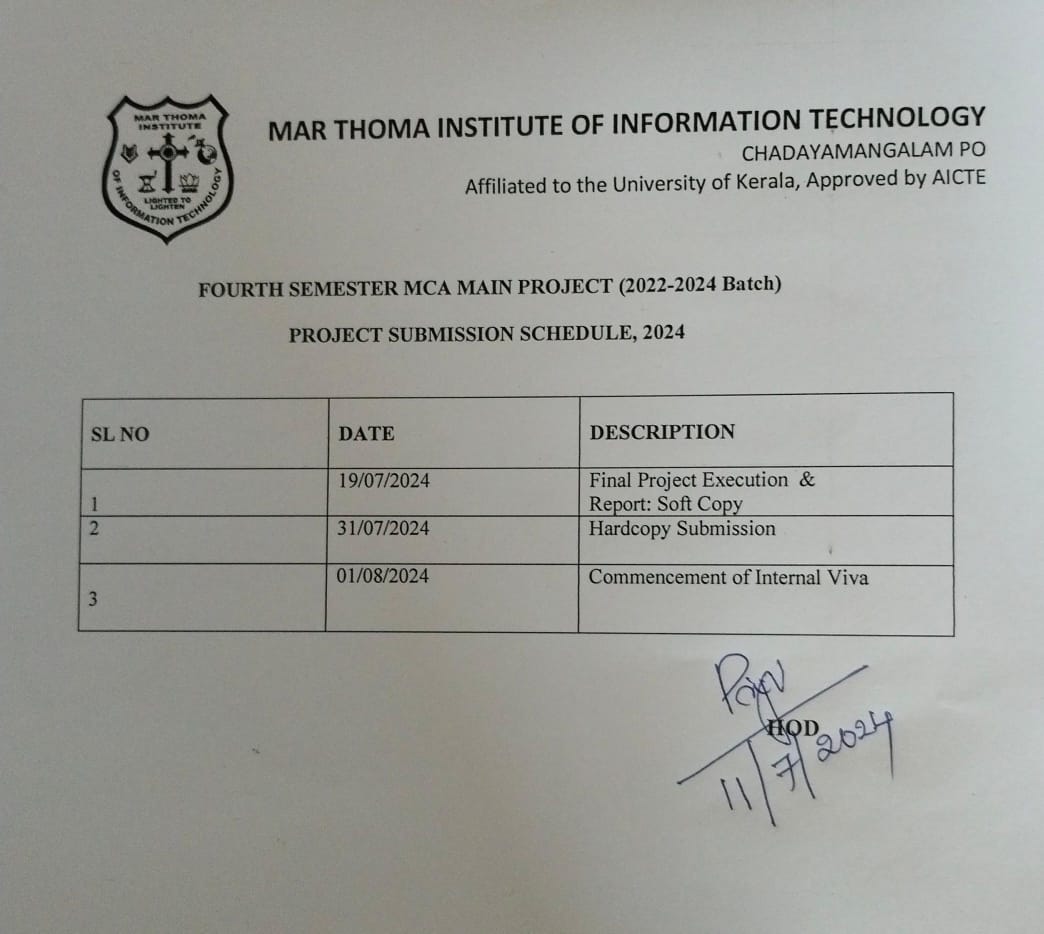 MAR THOMA
INSTITUTE
OF INFORMATION TECHNOLOGY
LIGHTED TO
LIGHTEN
MAR THOMA INSTITUTE OF INFORMATION TECHNOLOGY
CHADAYAMANGALAM PO
Affiliated to the University of Kerala, Approved by AICTE
FOURTH SEMESTER MCA MAIN PROJECT (2022-2024 Batch)
PROJECT SUBMISSION SCHEDULE, 2024
SL NO DATE DESCRIPTION
19/07/2024 Final Project Execution &
1 Report: Soft Copy
2 31/07/2024 Hardcopy Submission
01/08/2024 Commencement of Internal Viva
3
HOD
11/7/2024